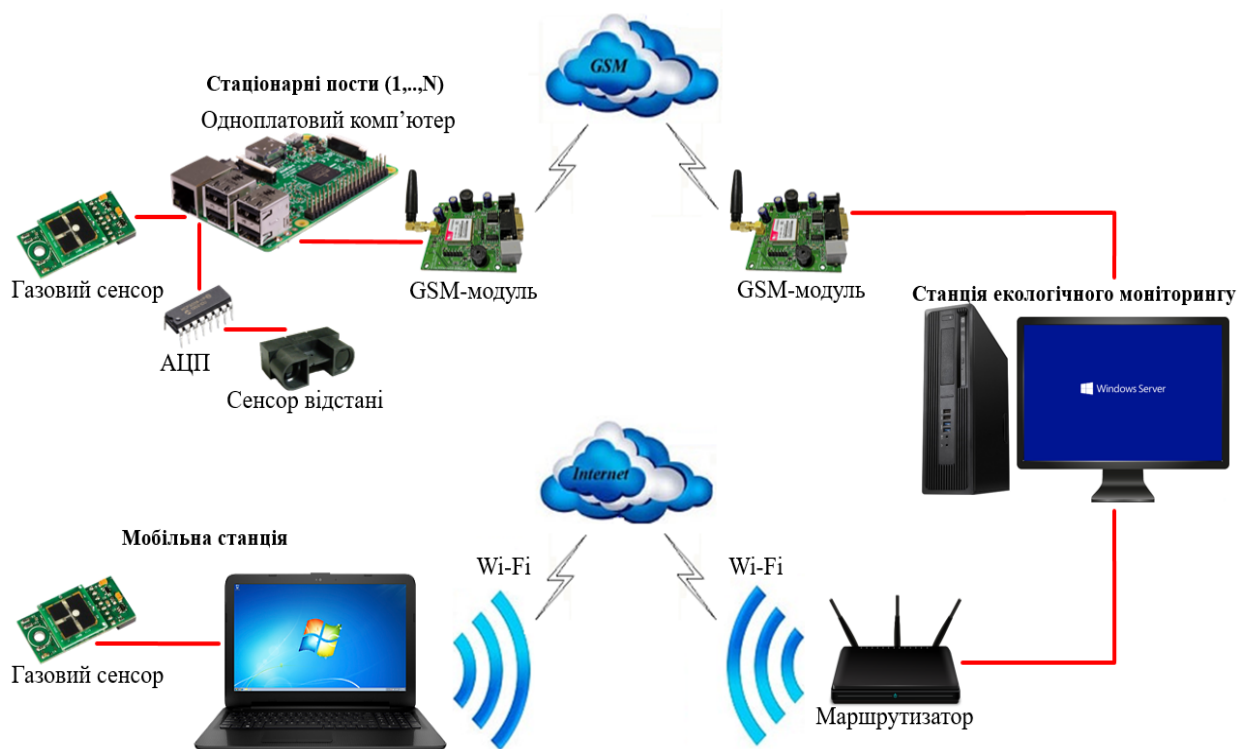 GSM
Стаціонарні пости (1,..,N)
Одноплатовий комп’ютер
Газовий сенсор
GSM-модуль
GSM-модуль
Станція екологічного моніторингу
АЦП
Сенсор відстані
Windows Server
Internet
Мобільна станція
Wi-Fi
Wi-Fi
Газовий сенсор
Маршрутизатор